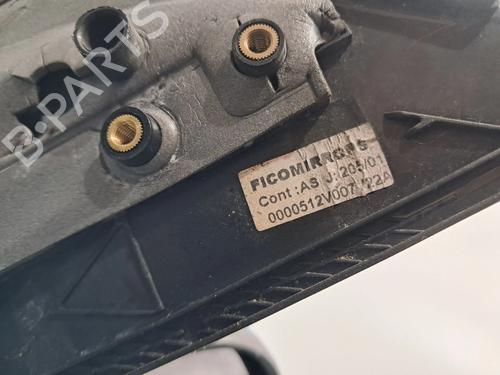 B-PARTS
FICOMIRRORS
Cont :AS J: 205/01
0000512V007 22A